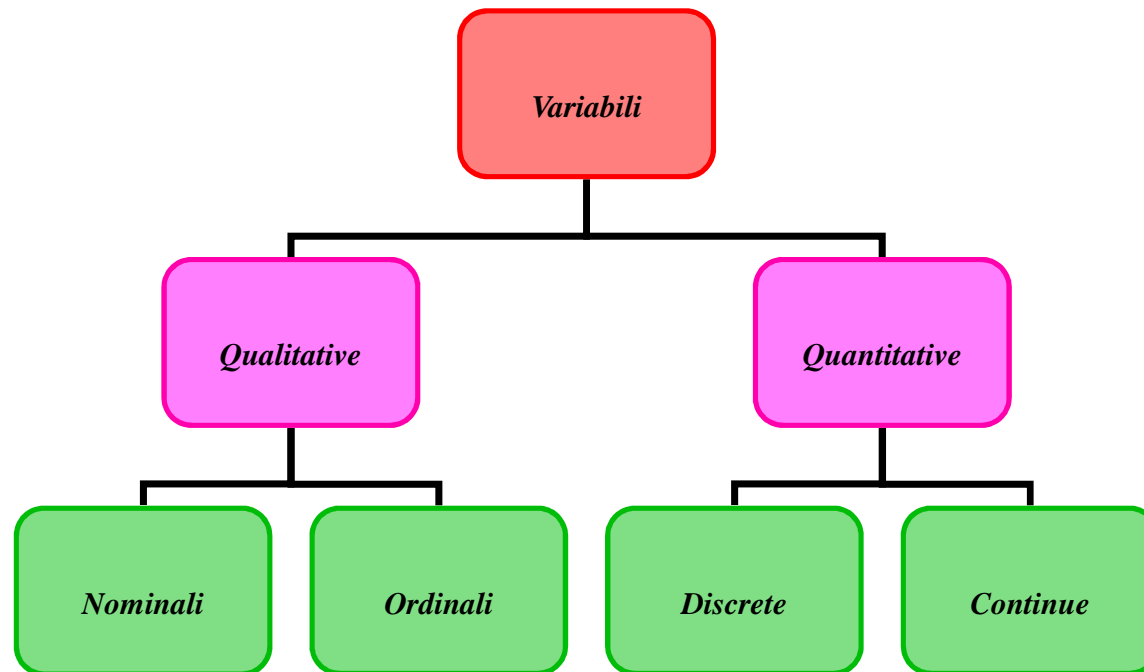 Variabili
Qualitative
Quantitative
Nominali
Ordinali
Discrete
Continue